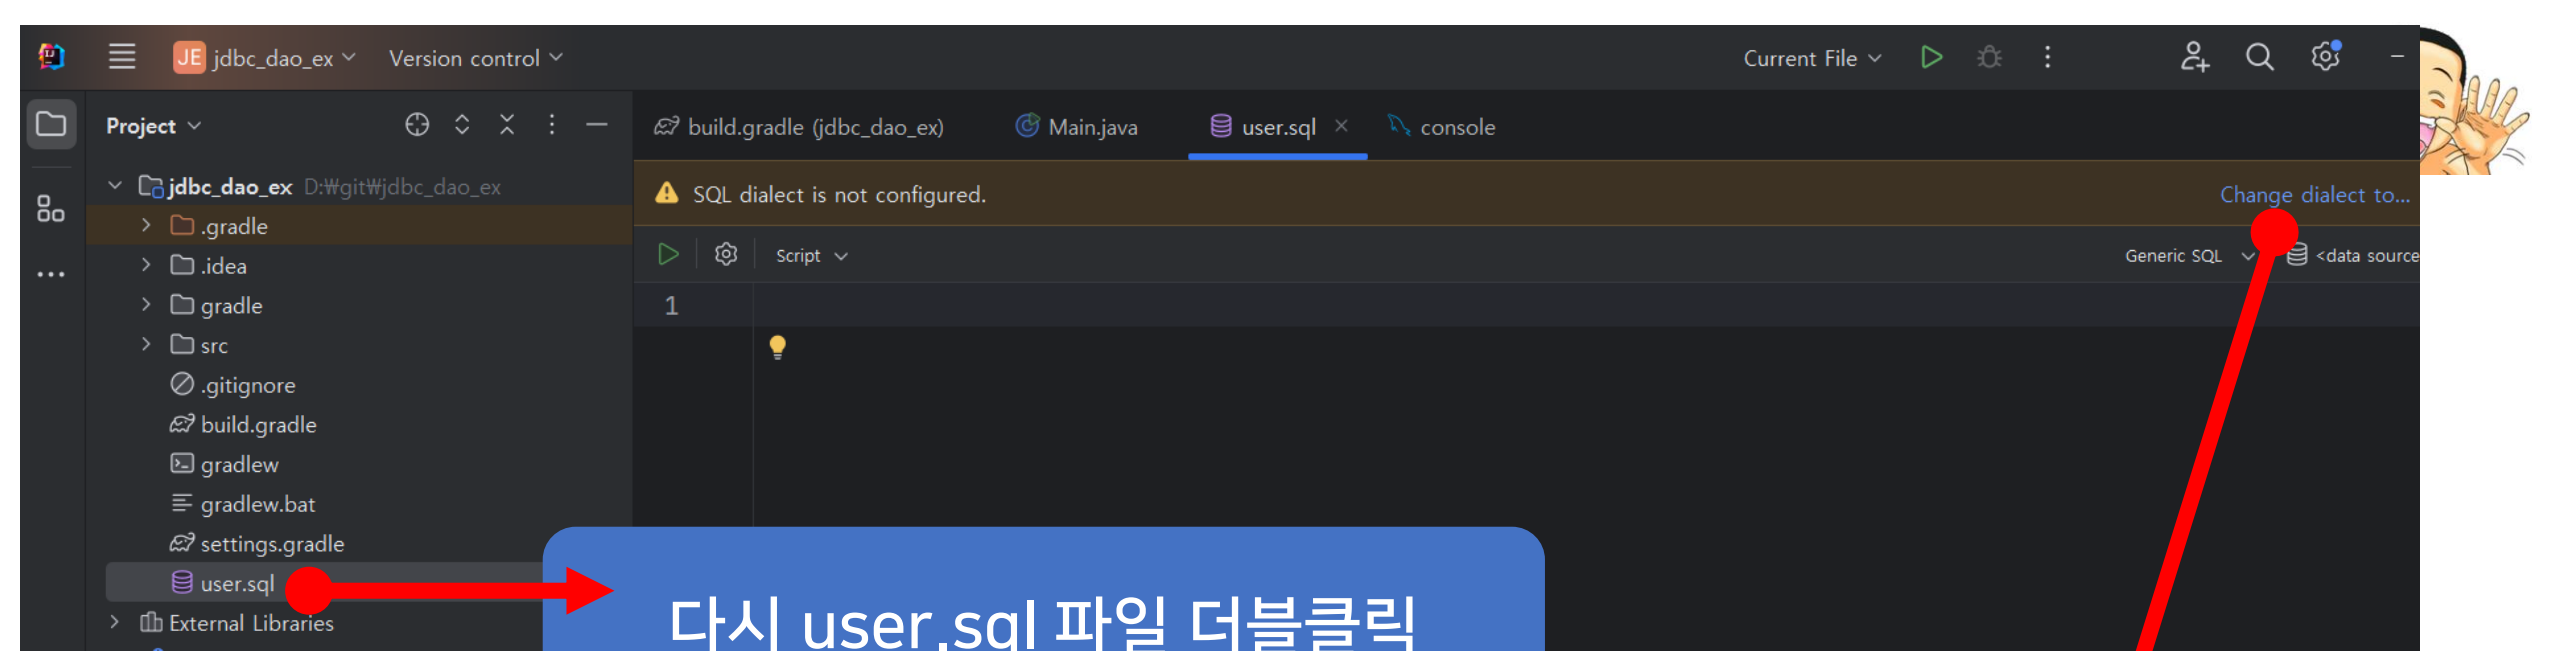 JE jdbc_dao_ex Version control Current File
Project build.gradle (jdbc_dao_ex) Main.java user.sql console
jdbc_dao_ex D:₩git₩jdbc_dao_ex
SQL dialect is not configured. Change dialect to...
.gradle
Script Generic SQL <data source
.idea
1
gradle
src
.gitignore
build.gradle
gradlew
gradlew.bat
settings.gradle
user.sql
다시 user.sql 파일 더블클릭
External Libraries